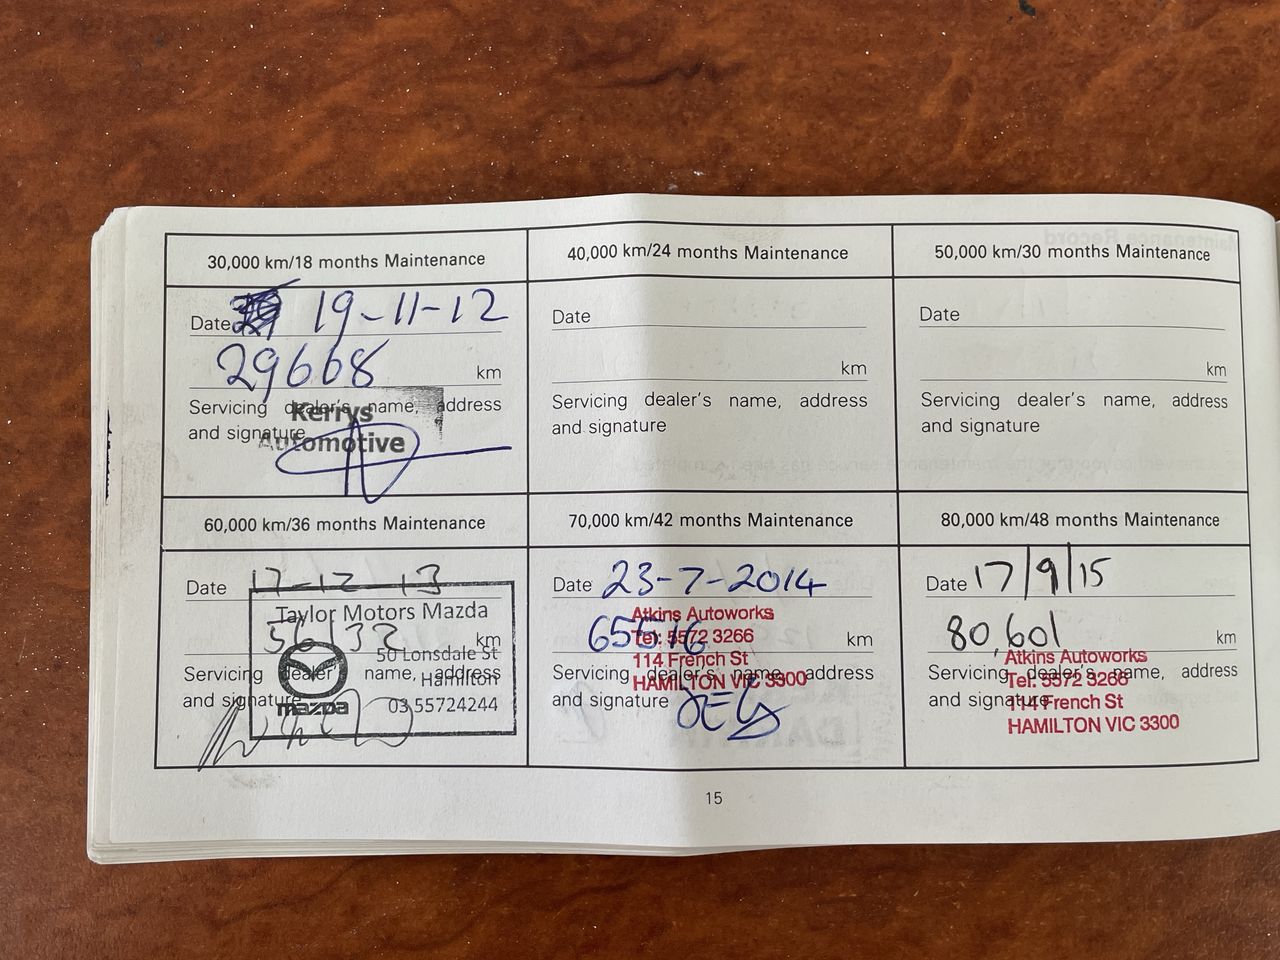 30,000 km/18 months Maintenance
Date 19-11-12
29668 km
Servicing dealer's name, address
and signature
Kerrys
Automotive
40,000 km/24 months Maintenance
Date
km
Servicing dealer's name, address
and signature
50,000 km/30 months Maintenance
Date
km
Servicing dealer's name, address
and signature
60,000 km/36 months Maintenance
Date 17-12-13
56132 km
Servicing dealer's name, address
and signature
Taylor Motors Mazda
50 Lonsdale St
Hamilton
mazda 03 55724244
70,000 km/42 months Maintenance
Date 23-7-2014
65516 km
Servicing dealer's name, address
and signature
Atkins Autoworks
Tel: 5572 3266
114 French St
HAMILTON VIC 3300
80,000 km/48 months Maintenance
Date 17/9/15
80,601 km
Servicing dealer's name, address
and signature
Atkins Autoworks
Tel: 5572 3266
114 French St
HAMILTON VIC 3300
15